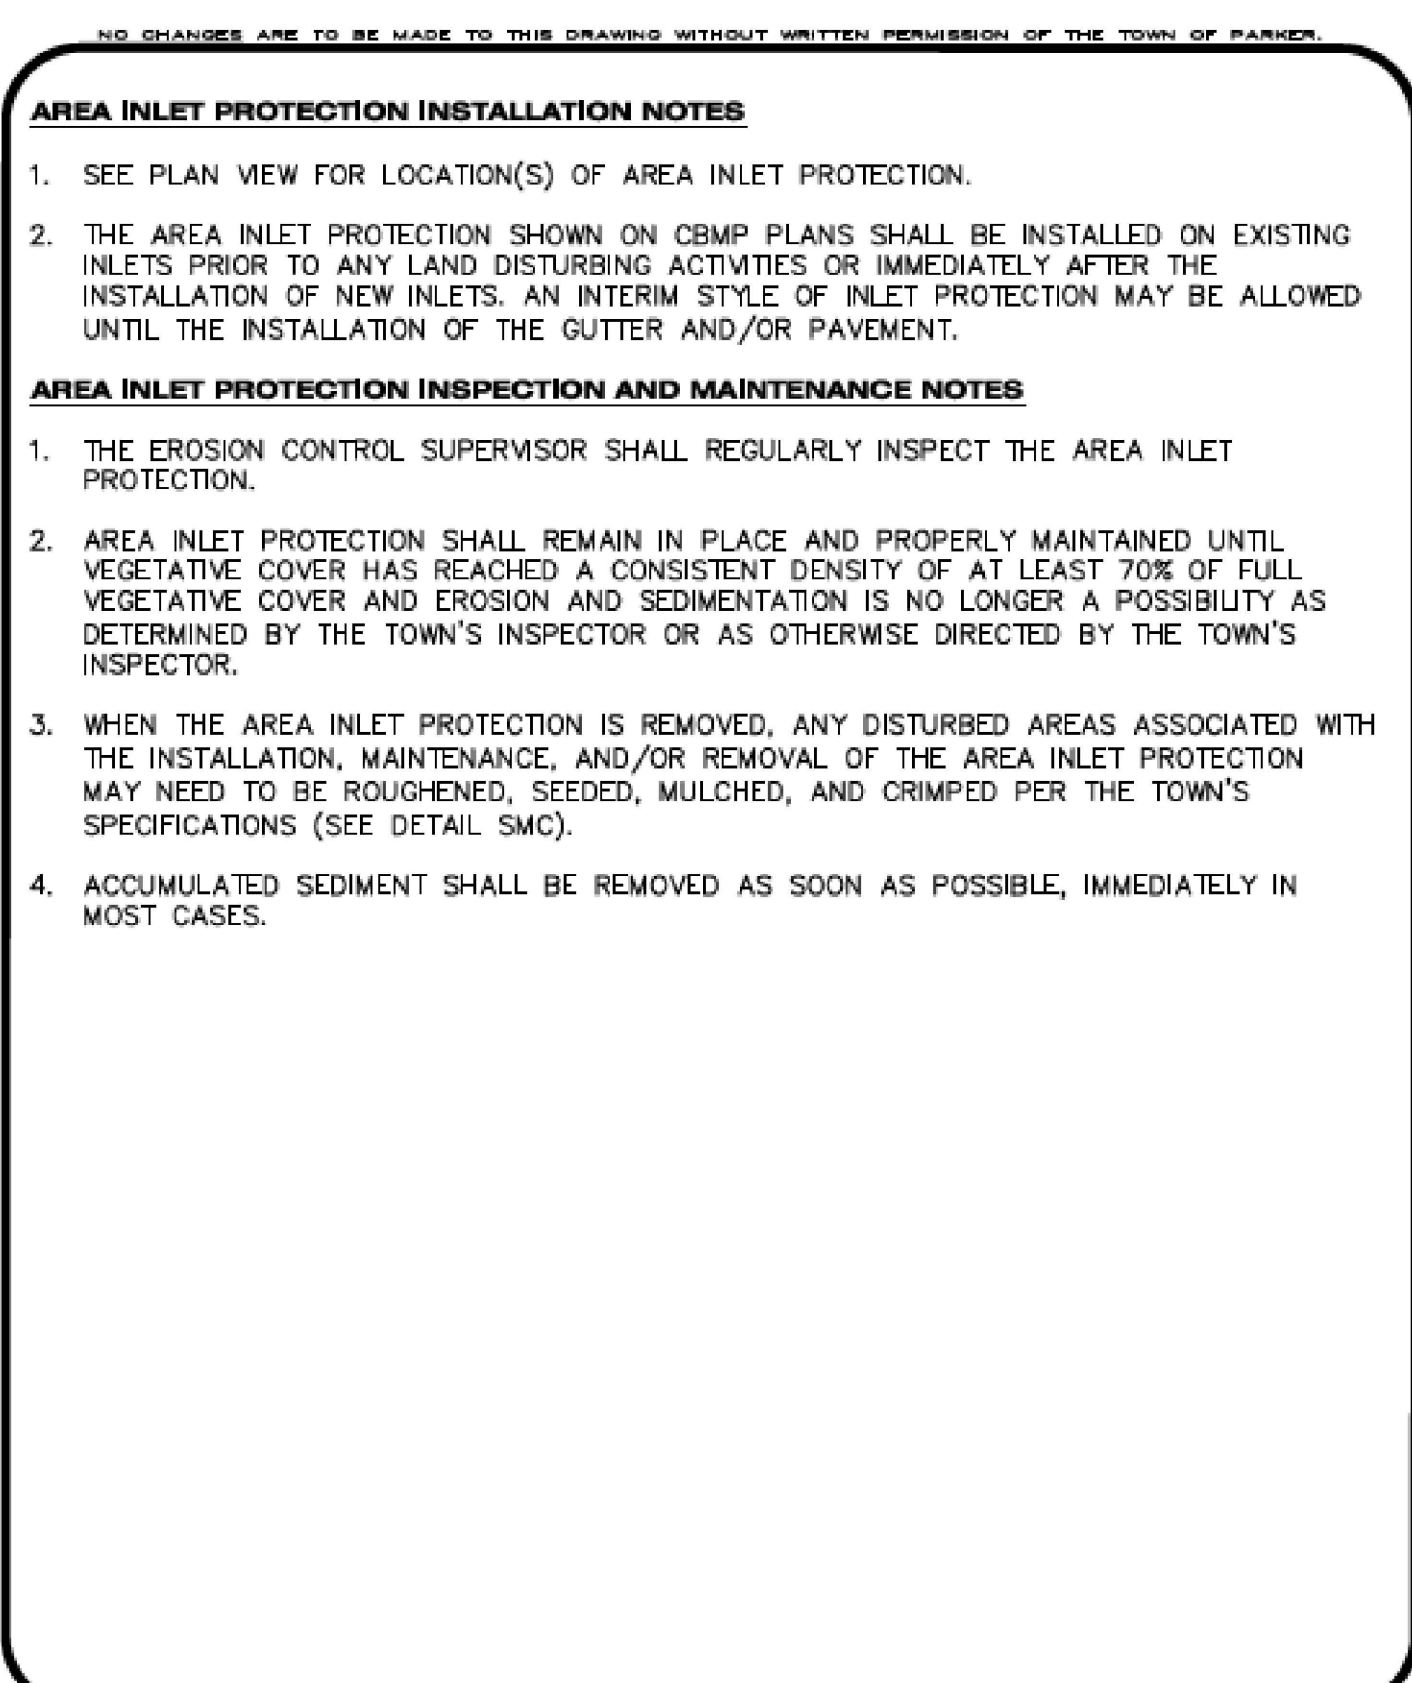 NO CHANGES ARE TO BE MADE TO THIS DRAWING WITHOUT WRITTEN PERMISSION OF THE TOWN OF PARKER.
AREA INLET PROTECTION INSTALLATION NOTES
1. SEE PLAN VIEW FOR LOCATION(S) OF AREA INLET PROTECTION.
2. THE AREA INLET PROTECTION SHOWN ON CBMP PLANS SHALL BE INSTALLED ON EXISTING
INLETS PRIOR TO ANY LAND DISTURBING ACTIVITIES OR IMMEDIATELY AFTER THE
INSTALLATION OF NEW INLETS. AN INTERIM STYLE OF INLET PROTECTION MAY BE ALLOWED
UNTIL THE INSTALLATION OF THE GUTTER AND/OR PAVEMENT.
AREA INLET PROTECTION INSPECTION AND MAINTENANCE NOTES
1. THE EROSION CONTROL SUPERVISOR SHALL REGULARLY INSPECT THE AREA INLET
PROTECTION.
2. AREA INLET PROTECTION SHALL REMAIN IN PLACE AND PROPERLY MAINTAINED UNTIL
VEGETATIVE COVER HAS REACHED A CONSISTENT DENSITY OF AT LEAST 70% OF FULL
VEGETATIVE COVER AND EROSION AND SEDIMENTATION IS NO LONGER A POSSIBILITY AS
DETERMINED BY THE TOWN'S INSPECTOR OR AS OTHERWISE DIRECTED BY THE TOWN'S
INSPECTOR.
3. WHEN THE AREA INLET PROTECTION IS REMOVED, ANY DISTURBED AREAS ASSOCIATED WITH
THE INSTALLATION, MAINTENANCE, AND/OR REMOVAL OF THE AREA INLET PROTECTION
MAY NEED TO BE ROUGHENED, SEEDED, MULCHED, AND CRIMPED PER THE TOWN'S
SPECIFICATIONS (SEE DETAIL SMC).
4. ACCUMULATED SEDIMENT SHALL BE REMOVED AS SOON AS POSSIBLE, IMMEDIATELY IN
MOST CASES.